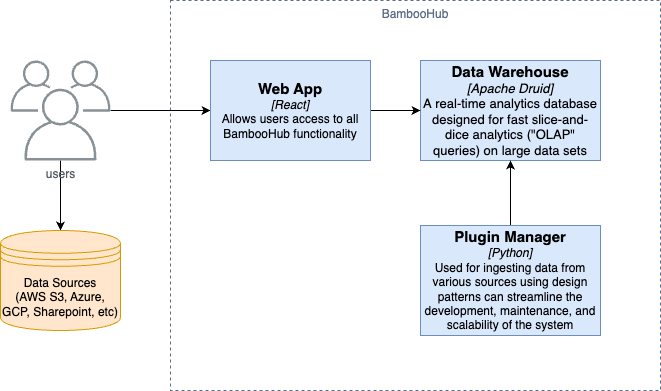 BambooHub
users
Web App
[React]
Allows users access to all
BambooHub functionality
Data Warehouse
[Apache Druid]
A real-time analytics database
designed for fast slice-and-
dice analytics ("OLAP"
queries) on large data sets
Data Sources
(AWS S3, Azure,
GCP, Sharepoint, etc)
Plugin Manager
[Python]
Used for ingesting data from
various sources using design
patterns can streamline the
development, maintenance, and
scalability of the system